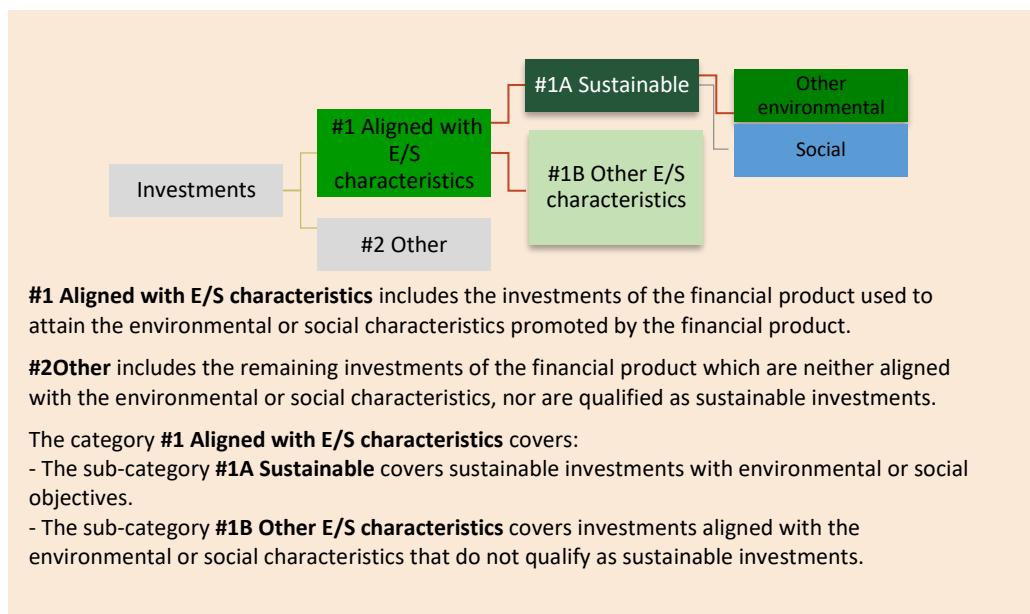 #1A Sustainable
Other
environmental
#1 Aligned with
E/S
characteristics
Social
#1B Other E/S
characteristics
Investments
#2 Other
#1 Aligned with E/S characteristics includes the investments of the financial product used to
attain the environmental or social characteristics promoted by the financial product.
#2Other includes the remaining investments of the financial product which are neither aligned
with the environmental or social characteristics, nor are qualified as sustainable investments.
The category #1 Aligned with E/S characteristics covers:
- The sub-category #1A Sustainable covers sustainable investments with environmental or social
objectives.
- The sub-category #1B Other E/S characteristics covers investments aligned with the
environmental or social characteristics that do not qualify as sustainable investments.